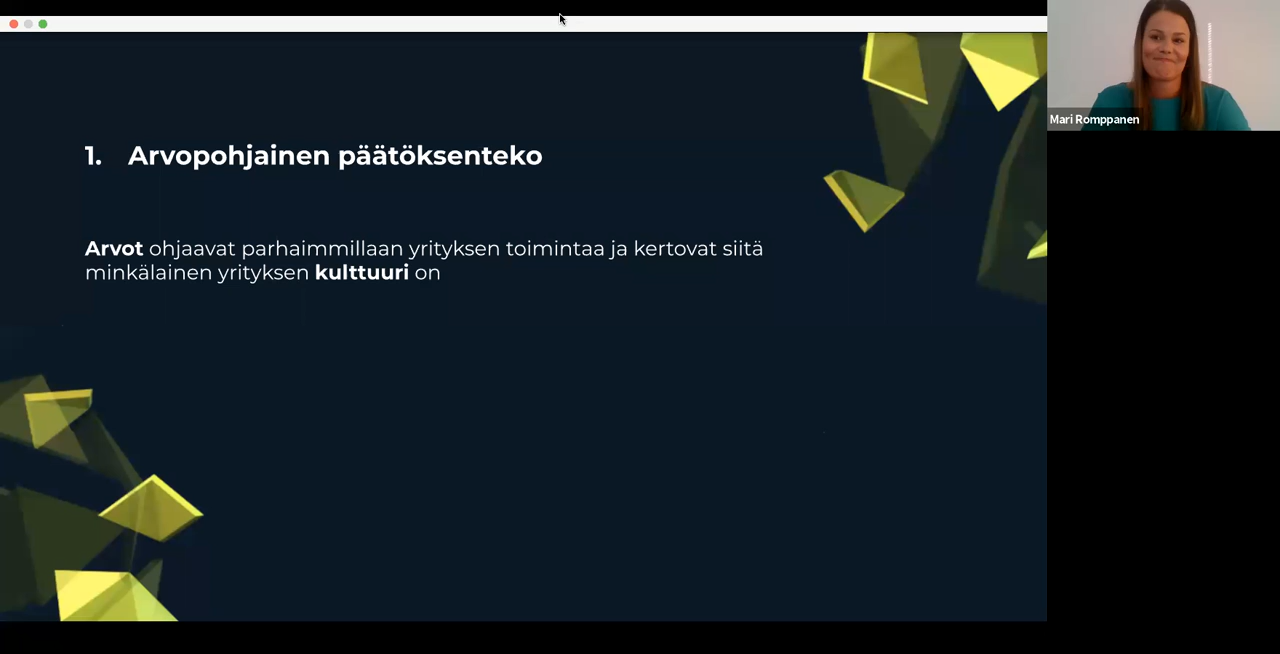 1. Arvopohjainen päätöksenteko
Arvot ohjaavat parhaimmillaan yrityksen toimintaa ja kertovat siitä
minkälainen yrityksen kulttuuri on
Mari Romppanen